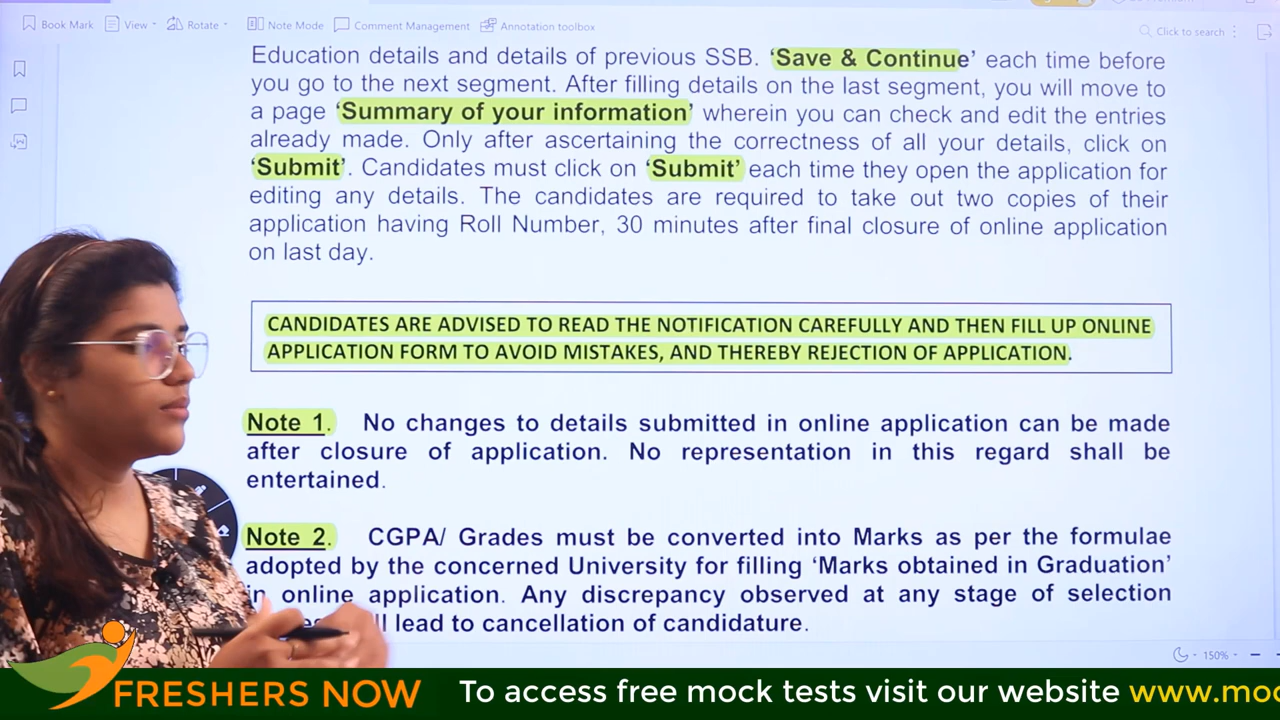 Book Mark View Rotate Note Mode Comment Management Annotation toolbox
Click to search
Education details and details of previous SSB. 'Save & Continue' each time before
you go to the next segment. After filling details on the last segment, you will move to
a page 'Summary of your information' wherein you can check and edit the entries
already made. Only after ascertaining the correctness of all your details, click on
'Submit'. Candidates must click on 'Submit' each time they open the application for
editing any details. The candidates are required to take out two copies of their
application having Roll Number, 30 minutes after final closure of online application
on last day.
CANDIDATES ARE ADVISED TO READ THE NOTIFICATION CAREFULLY AND THEN FILL UP ONLINE
APPLICATION FORM TO AVOID MISTAKES, AND THEREBY REJECTION OF APPLICATION.
Note 1. No changes to details submitted in online application can be made
after closure of application. No representation in this regard shall be
entertained.
Note 2. CGPA/ Grades must be converted into Marks as per the formulae
adopted by the concerned University for filling 'Marks obtained in Graduation'
in online application. Any discrepancy observed at any stage of selection
lead to cancellation of candidature.
150%
FRESHERS NOW To access free mock tests visit our website www.moc